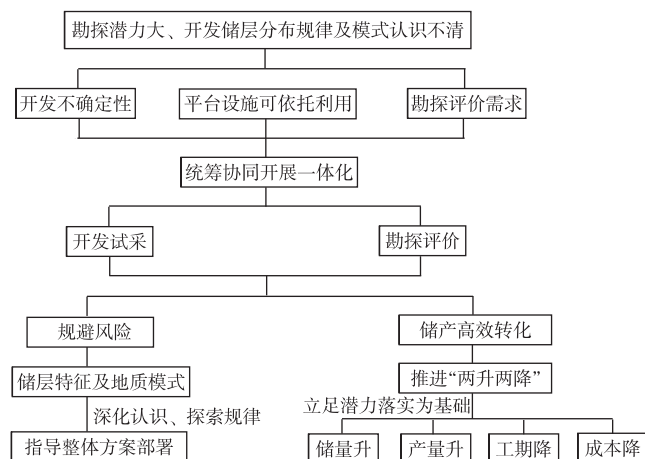 勘探潜力大、开发储层分布规律及模式认识不清
开发不确定性
平台设施可依托利用
勘探评价需求
统筹协同开展一体化
开发试采
勘探评价
规避风险
储产高效转化
储层特征及地质模式
推进“两升两降”
深化认识、探索规律
立足潜力落实为基础
指导整体方案部署
储量升
产量升
工期降
成本降